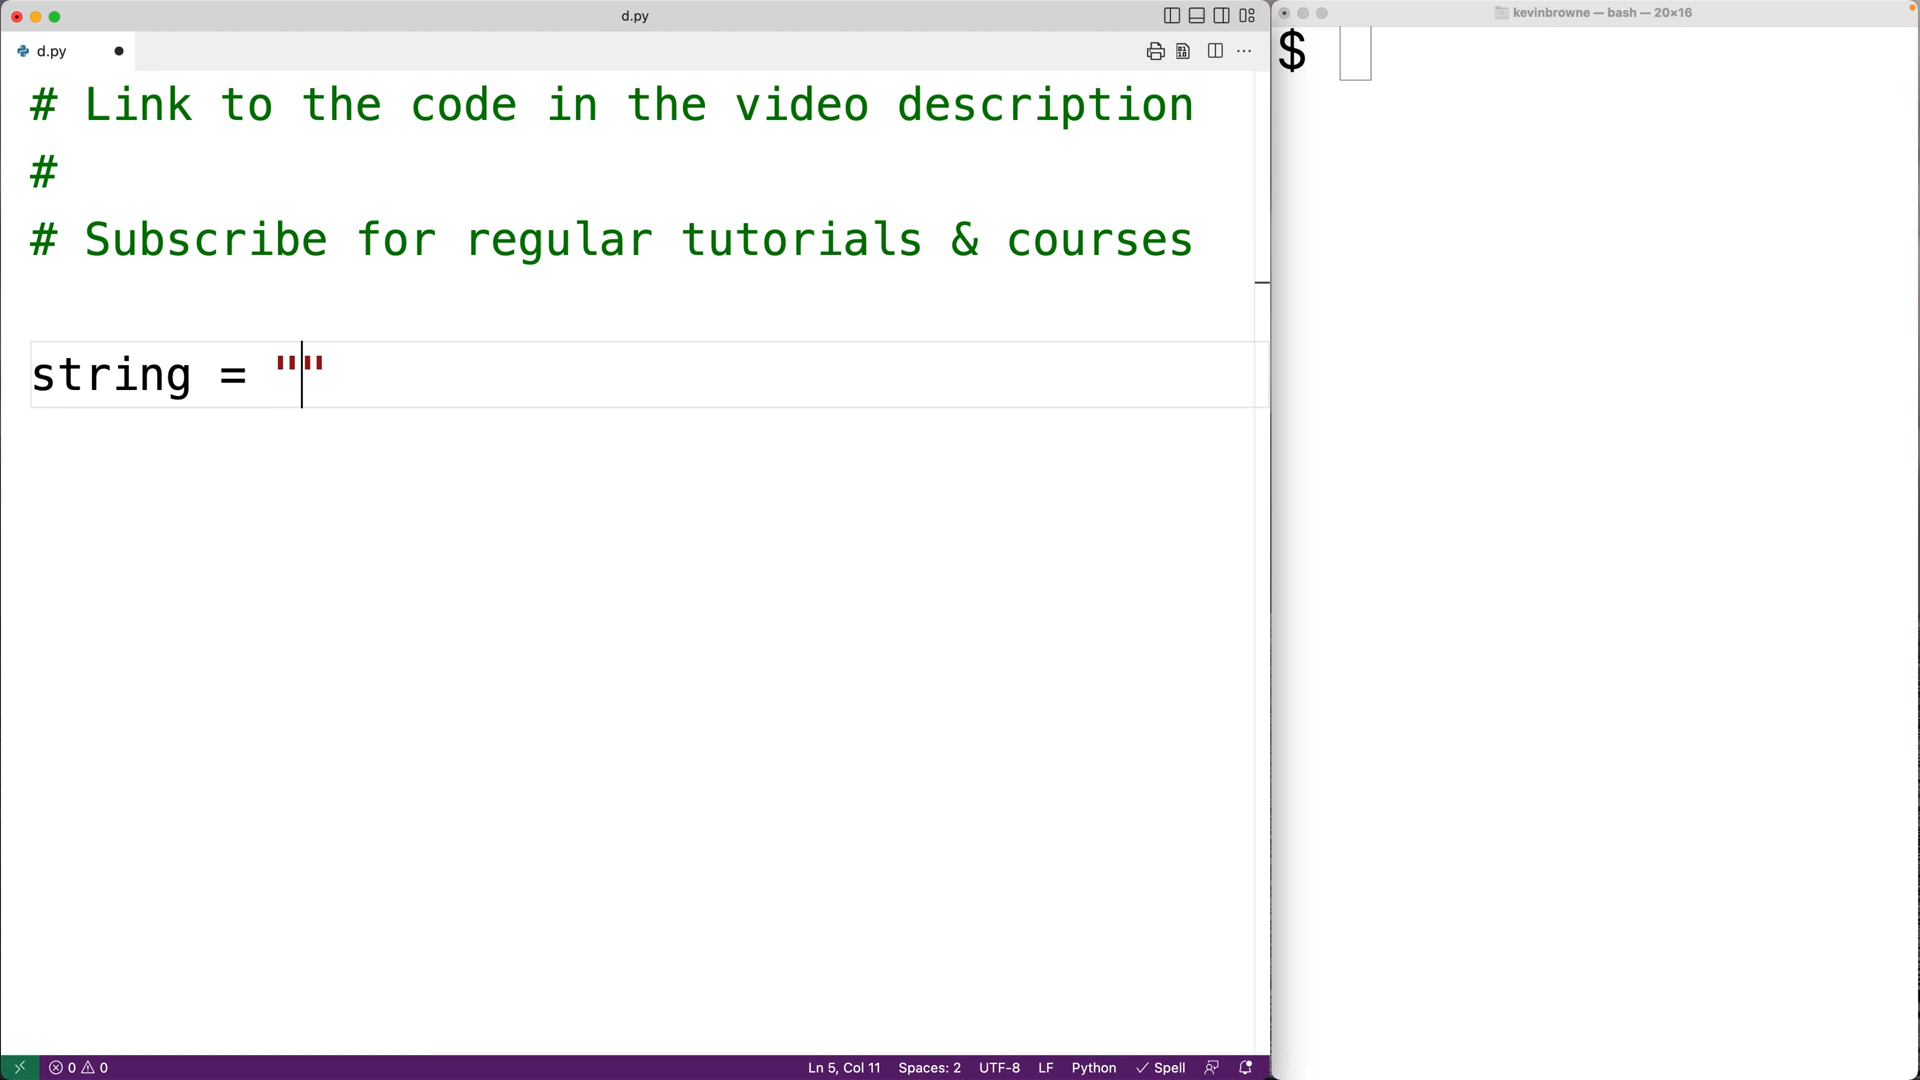 d.py
kevinbrowne — bash — 20×16
d.py
$
# Link to the code in the video description
#
# Subscribe for regular tutorials & courses
string = ""
0 0 Ln 5, Col 11 Spaces: 2 UTF-8 LF Python Spell